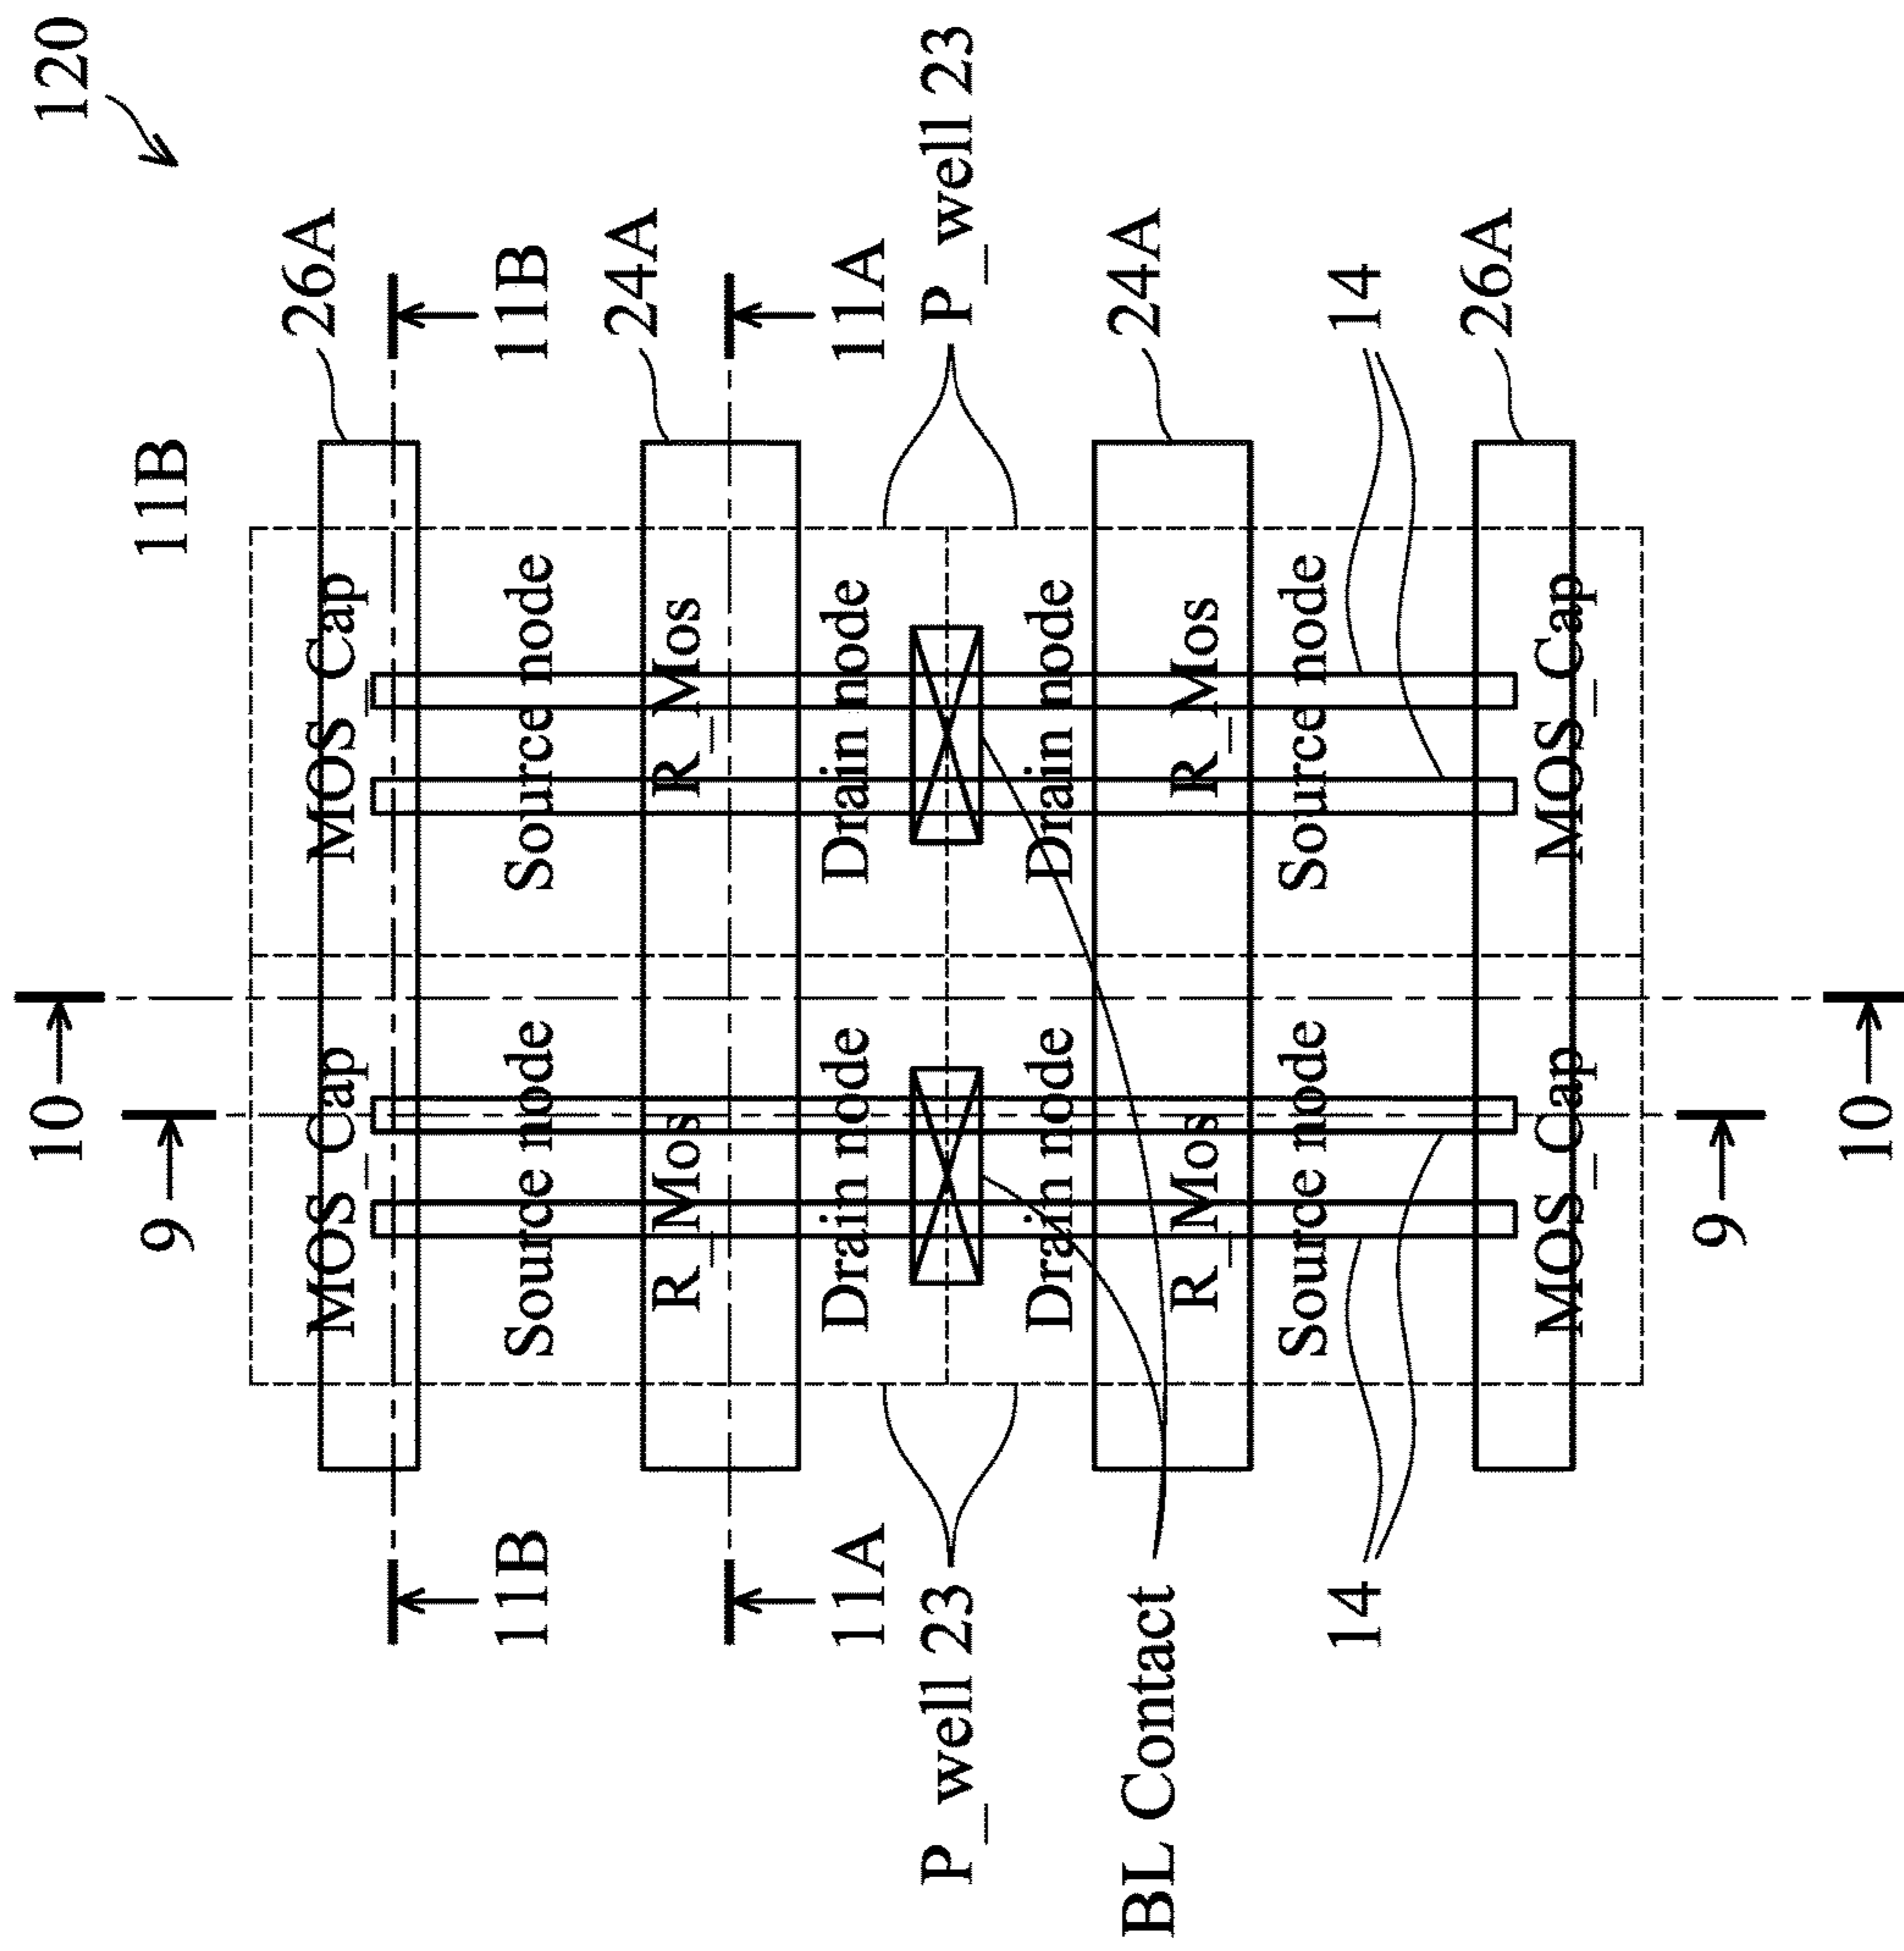 120
26A
11B
11B
24A
11A
P_well 23
24A
14
26A
MOS_Cap
Source node
R_Mos
Drain node
Drain node
R_Mos
Source node
MOS_Cap
10
10
9
9
MOS_Cap
Source node
R_Mos
Drain node
Drain node
R_Mos
Source node
MOS_Cap
11B
11A
P_well 23
BL Contact
14